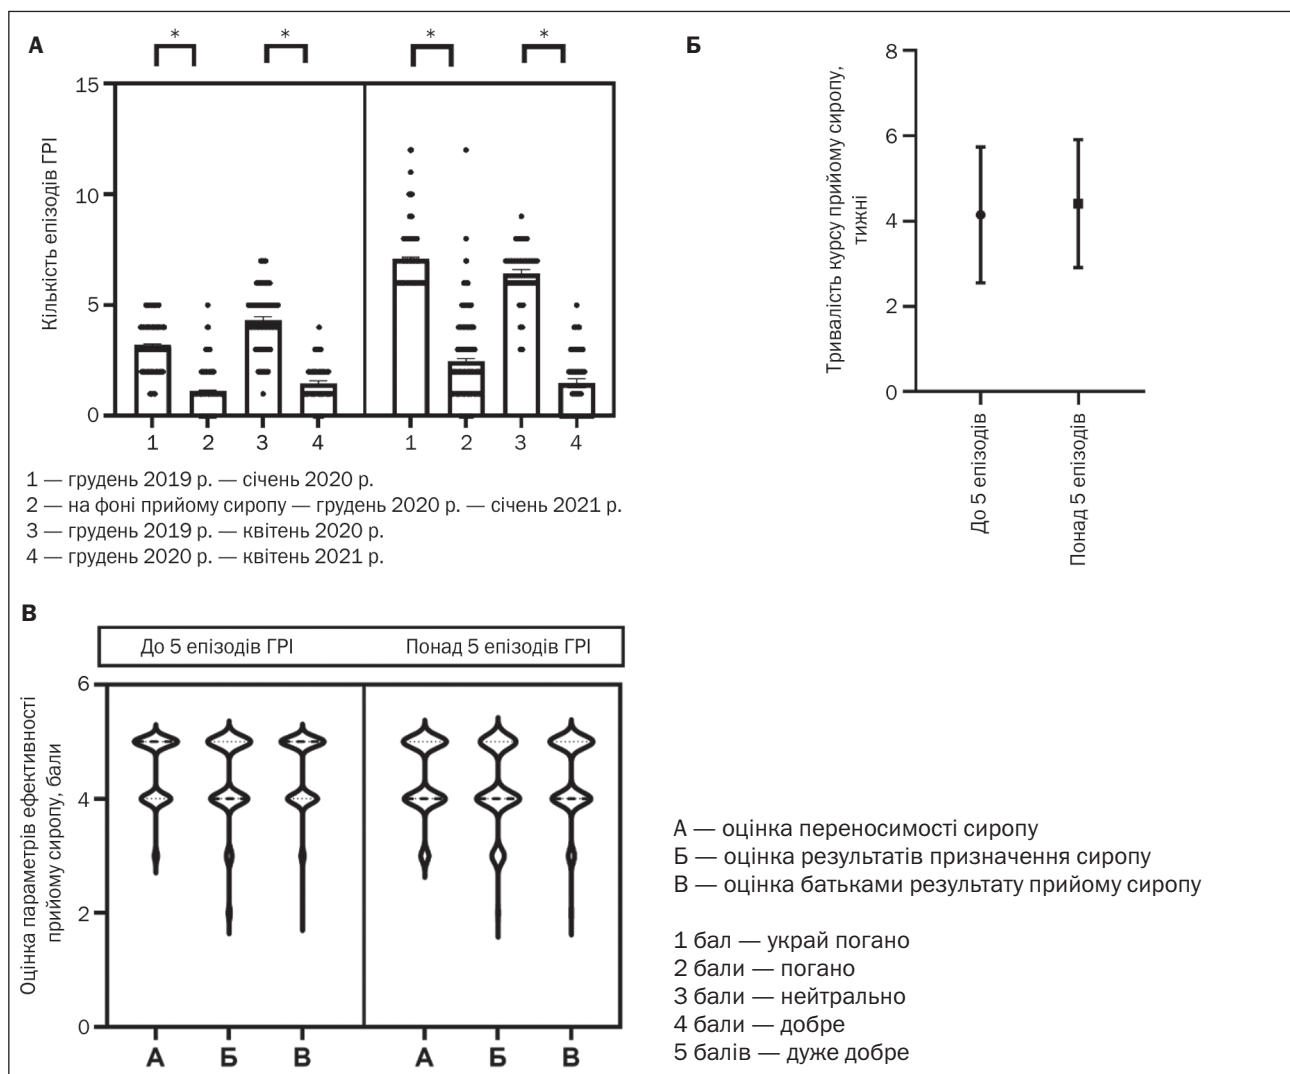 А
* * * *
Кількість епізодів ГРІ
15
10
5
0
1 2 3 4 1 2 3 4
1 — грудень 2019 р. — січень 2020 р.
2 — на фоні прийому сиропу — грудень 2020 р. — січень 2021 р.
3 — грудень 2019 р. — квітень 2020 р.
4 — грудень 2020 р. — квітень 2021 р.
Б
Тривалість курсу прийому сиропу,
тижні
8
6
4
2
0
До 5 епізодів
Понад 5 епізодів
В
До 5 епізодів ГРІ Понад 5 епізодів ГРІ
Оцінка параметрів ефективності
прийому сиропу, бали
6
4
2
0
А Б В А Б В
А — оцінка переносимості сиропу
Б — оцінка результатів призначення сиропу
В — оцінка батьками результату прийому сиропу
1 бал — украй погано
2 бали — погано
3 бали — нейтрально
4 бали — добре
5 балів — дуже добре